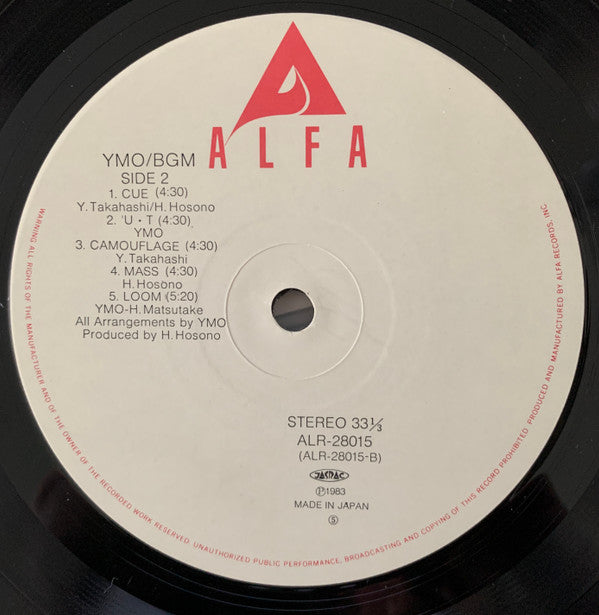 ALFA
YMO/BGM
SIDE 2
1. CUE (4:30)
Y. Takahashi/H. Hosono
2. 'U・T (4:30)
YMO
3. CAMOUFLAGE (4:30)
Y. Takahashi
4. MASS (4:30)
H. Hosono
5. LOOM (5:20)
YMO-H. Matsutake
All Arrangements by YMO
Produced by H. Hosono
STEREO 33⅓
ALR-28015
(ALR-28015-B)
JASRAC
Ⓟ1983
MADE IN JAPAN
⑤
WARNING: ALL RIGHTS OF THE MANUFACTURER AND OF THE OWNER OF THE RECORDED WORK RESERVED. UNAUTHORIZED PUBLIC PERFORMANCE, BROADCASTING AND COPYING OF THIS RECORD PROHIBITED. PRODUCED AND MANUFACTURED BY ALFA RECORDS, INC.